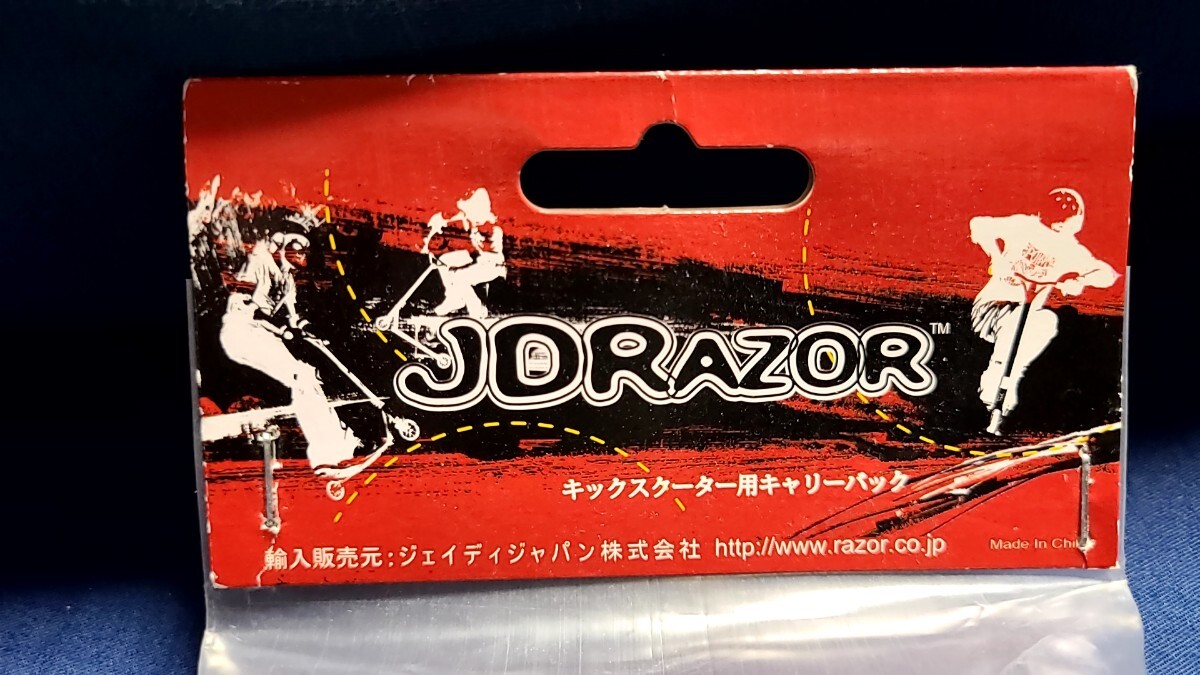 JDRAZOR™
キックスクーター用キャリーバック
輸入販売元:ジェイディジャパン株式会社 http://www.razor.co.jp
Made In